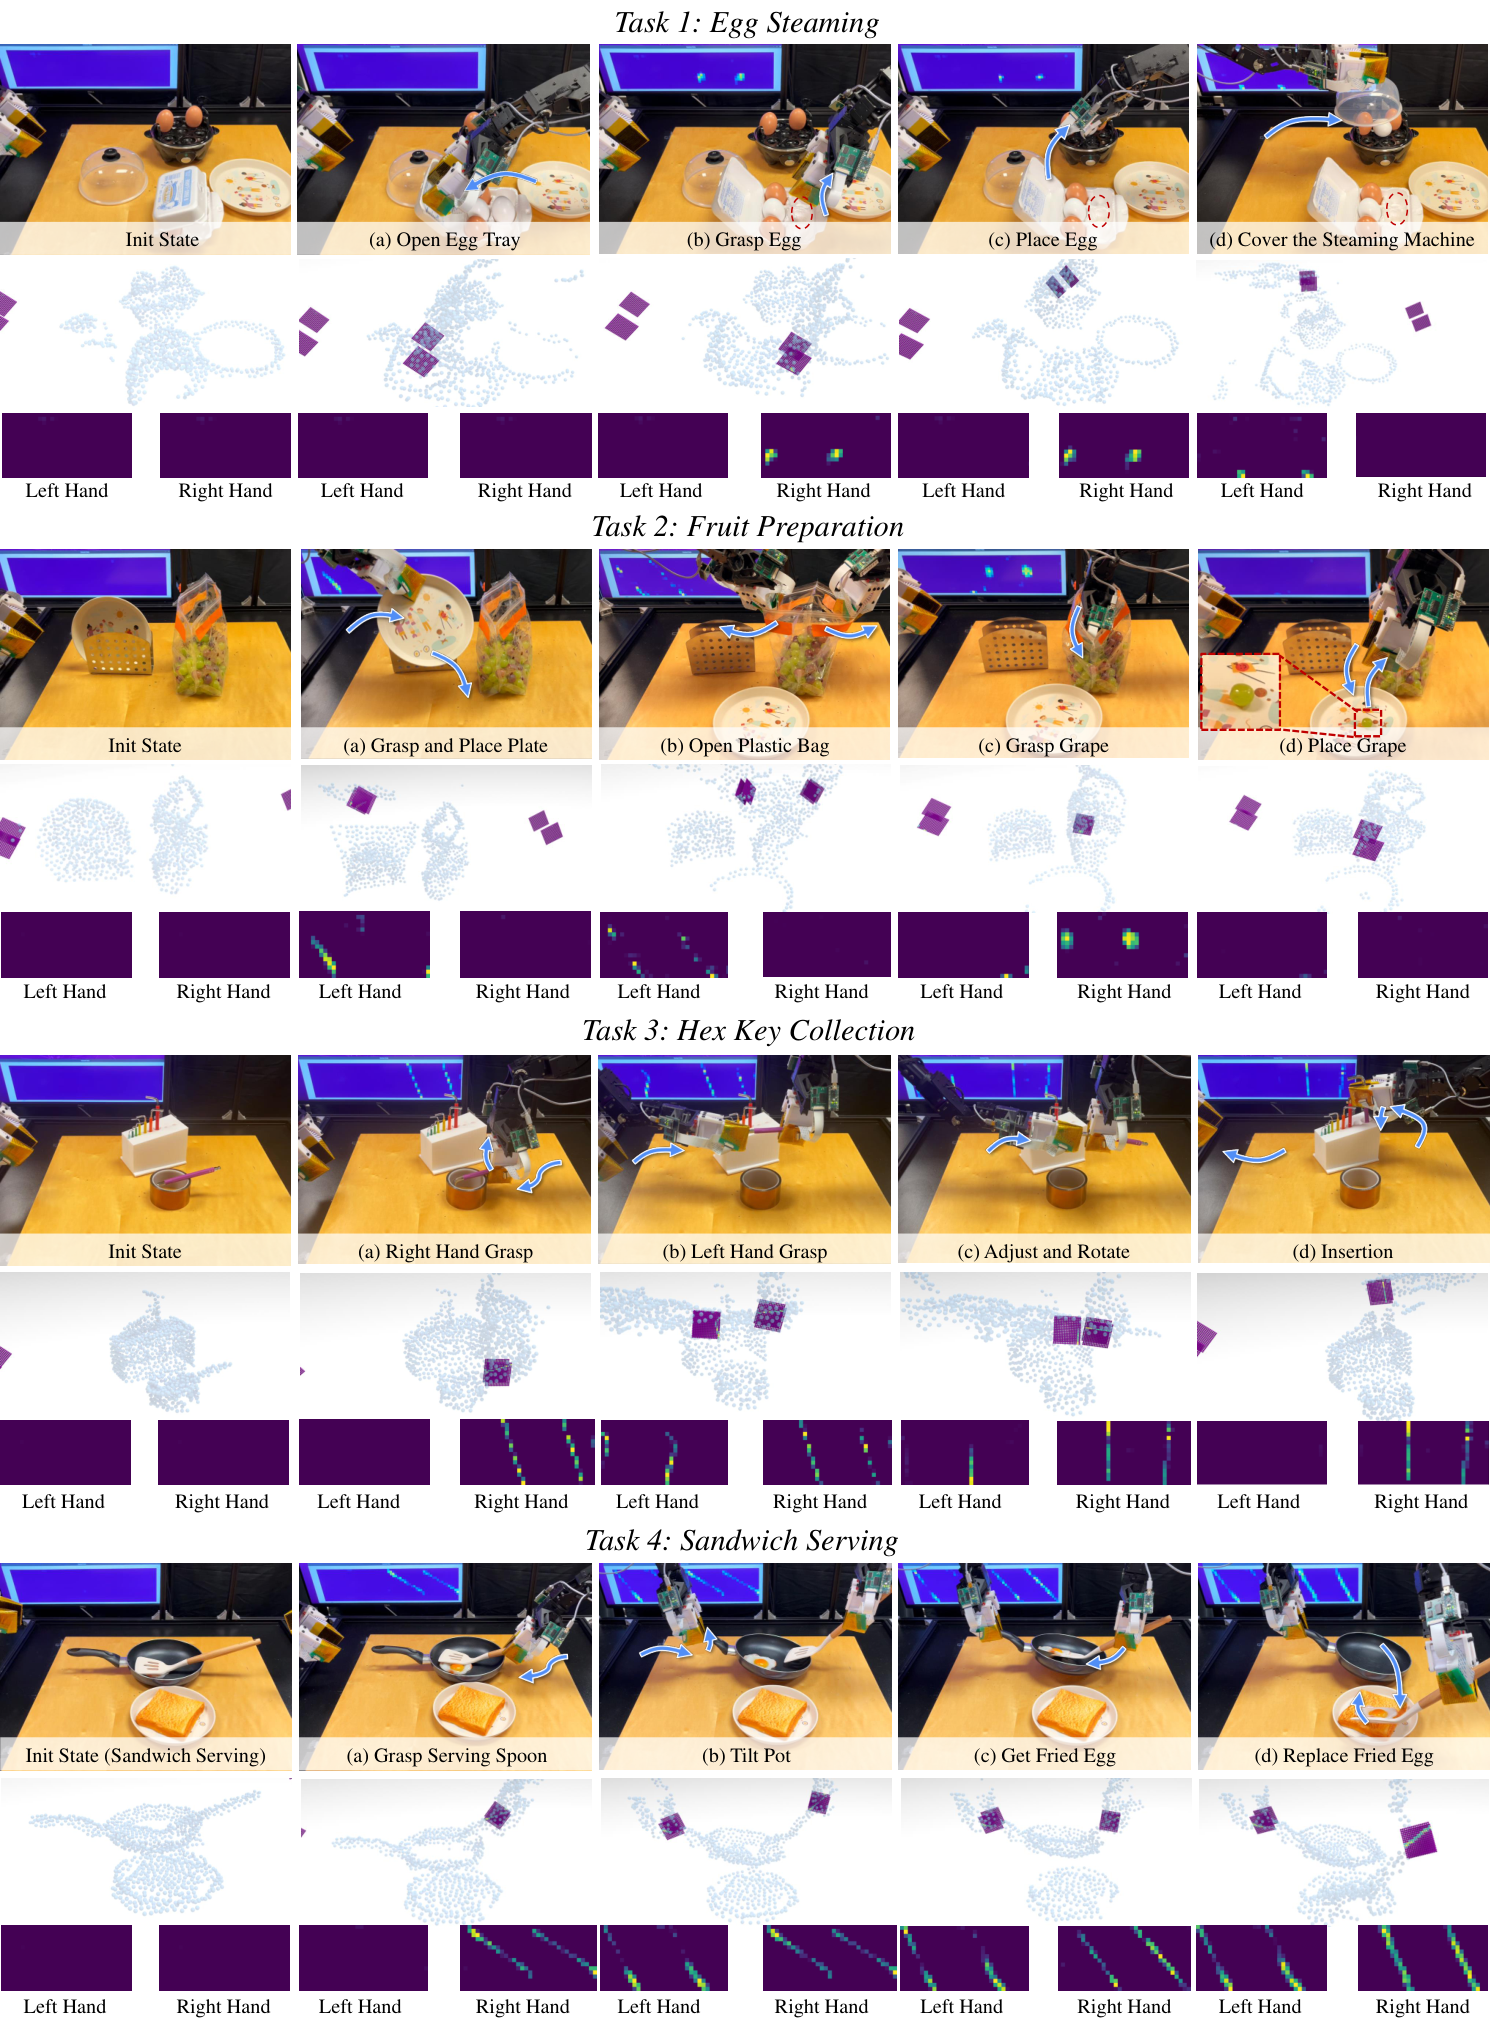 Task 1: Egg Steaming
Init State
(a) Open Egg Tray
(b) Grasp Egg
(c) Place Egg
(d) Cover the Steaming Machine
Left Hand
Right Hand
Left Hand
Right Hand
Left Hand
Right Hand
Left Hand
Right Hand
Left Hand
Right Hand
Task 2: Fruit Preparation
Init State
(a) Grasp and Place Plate
(b) Open Plastic Bag
(c) Grasp Grape
(d) Place Grape
Left Hand
Right Hand
Left Hand
Right Hand
Left Hand
Right Hand
Left Hand
Right Hand
Left Hand
Right Hand
Task 3: Hex Key Collection
Init State
(a) Right Hand Grasp
(b) Left Hand Grasp
(c) Adjust and Rotate
(d) Insertion
Left Hand
Right Hand
Left Hand
Right Hand
Left Hand
Right Hand
Left Hand
Right Hand
Left Hand
Right Hand
Task 4: Sandwich Serving
Init State (Sandwich Serving)
(a) Grasp Serving Spoon
(b) Tilt Pot
(c) Get Fried Egg
(d) Replace Fried Egg
Left Hand
Right Hand
Left Hand
Right Hand
Left Hand
Right Hand
Left Hand
Right Hand
Left Hand
Right Hand